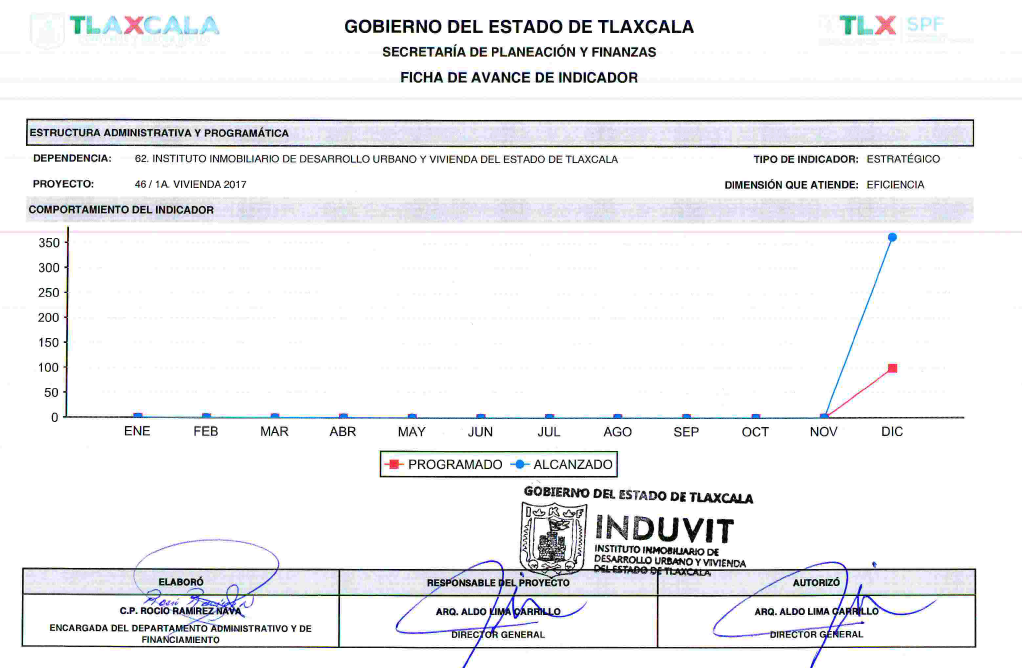 TLAXCALA
GOBIERNO DEL ESTADO DE TLAXCALA
TLX SPF
SECRETARÍA DE PLANEACIÓN Y FINANZAS
FICHA DE AVANCE DE INDICADOR
ESTRUCTURA ADMINISTRATIVA Y PROGRAMÁTICA
DEPENDENCIA: 62. INSTITUTO INMOBILIARIO DE DESARROLLO URBANO Y VIVIENDA DEL ESTADO DE TLAXCALA TIPO DE INDICADOR: ESTRATÉGICO
PROYECTO: 46 / 1A. VIVIENDA 2017 DIMENSIÓN QUE ATIENDE: EFICIENCIA
COMPORTAMIENTO DEL INDICADOR
350
300
250
200
150
100
50
0
ENE FEB MAR ABR MAY JUN JUL AGO SEP OCT NOV DIC
PROGRAMADO ALCANZADO
GOBIERNO DEL ESTADO DE TLAXCALA
INDUVIT
INSTITUTO INMOBILIARIO DE
DESARROLLO URBANO Y VIVIENDA
DEL ESTADO DE TLAXCALA
ELABORÓ RESPONSABLE DEL PROYECTO AUTORIZÓ
C.P. ROCIO RAMIREZ NAVA ARQ. ALDO LIMA CARRILLO ARQ. ALDO LIMA CARRILLO
ENCARGADA DEL DEPARTAMENTO ADMINISTRATIVO Y DE
FINANCIAMIENTO
DIRECTOR GENERAL DIRECTOR GENERAL